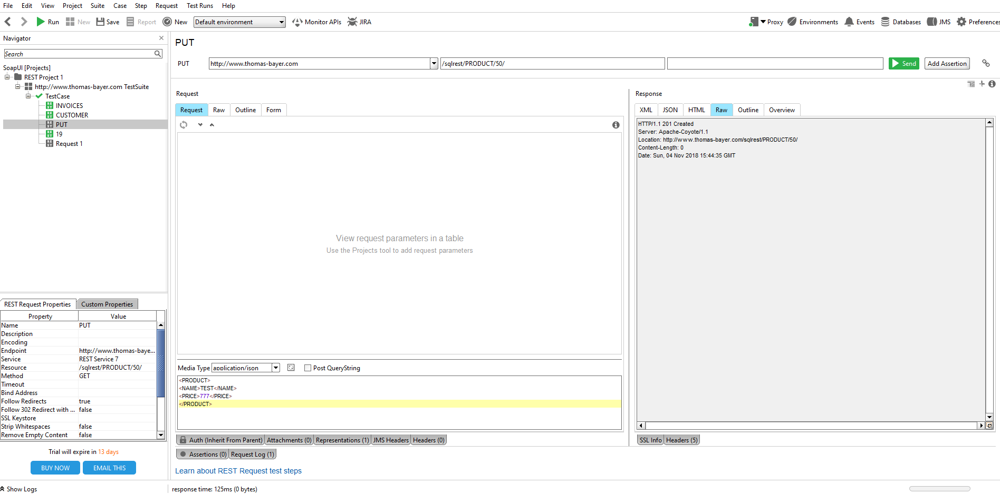 File Edit View Project Suite Case Step Request Test Runs Help
Run New Save Report New Default environment Monitor APIs JIRA Proxy Environments Events Databases JMS Preferences
Navigator
Search
SoapUI [Projects]
REST Project 1
http://www.thomas-bayer.com TestSuite
TestCase
INVOICES
CUSTOMER
PUT
19
Request 1
REST Request Properties Custom Properties
Property Value
Name PUT
Description
Encoding
Endpoint http://www.thomas-baye...
Service REST Service 7
Resource /sqlrest/PRODUCT/50/
Method GET
Timeout
Bind Address
Follow Redirects true
Follow 302 Redirect with ... false
SSL Keystore
Strip Whitespaces false
Remove Empty Content false
Trial will expire in 13 days
BUY NOW EMAIL THIS
PUT
PUT http://www.thomas-bayer.com /sqlrest/PRODUCT/50/ Send Add Assertion
Request
Request Raw Outline Form
View request parameters in a table
Use the Projects tool to add request parameters
Media Type application/json Post QueryString
<PRODUCT>
<NAME>TEST</NAME>
<PRICE>777</PRICE>
</PRODUCT>
Auth (Inherit From Parent) Attachments (0) Representations (1) JMS Headers Headers (0)
Response
XML JSON HTML Raw Outline Overview
HTTP/1.1 201 Created
Server: Apache-Coyote/1.1
Location: http://www.thomas-bayer.com/sqlrest/PRODUCT/50/
Content-Length: 0
Date: Sun, 04 Nov 2018 15:44:35 GMT
SSL Info Headers (5)
Assertions (0) Request Log (1)
Learn about REST Request test steps
Show Logs response time: 125ms (0 bytes)